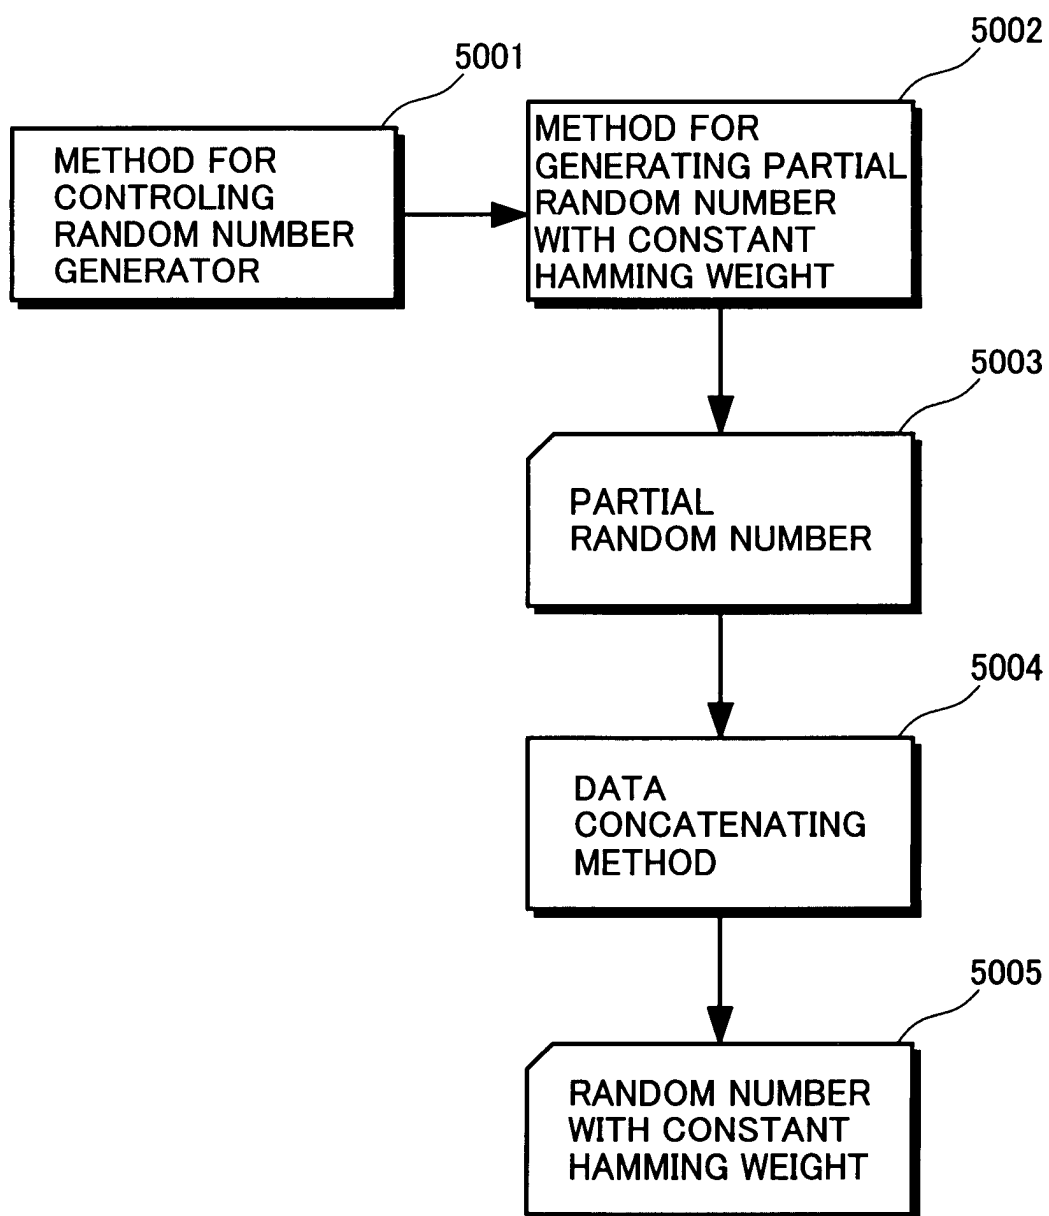 5001
METHOD FOR
CONTROLING
RANDOM NUMBER
GENERATOR
5002
METHOD FOR
GENERATING PARTIAL
RANDOM NUMBER
WITH CONSTANT
HAMMING WEIGHT
5003
PARTIAL
RANDOM NUMBER
5004
DATA
CONCATENATING
METHOD
5005
RANDOM NUMBER
WITH CONSTANT
HAMMING WEIGHT